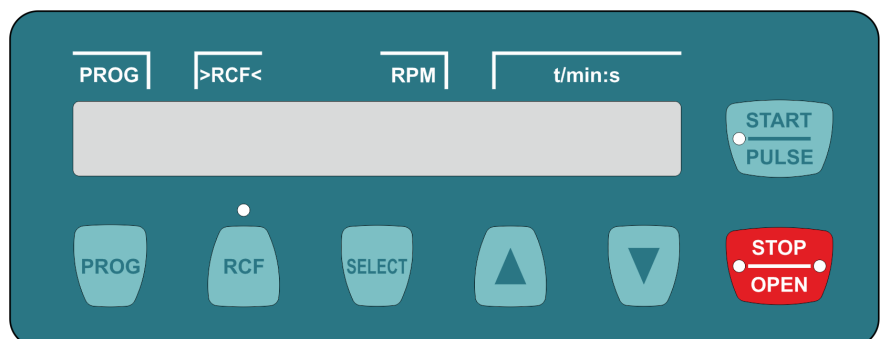 PROG >RCF< RPM t/min:s
START
PULSE
PROG RCF SELECT
STOP
OPEN